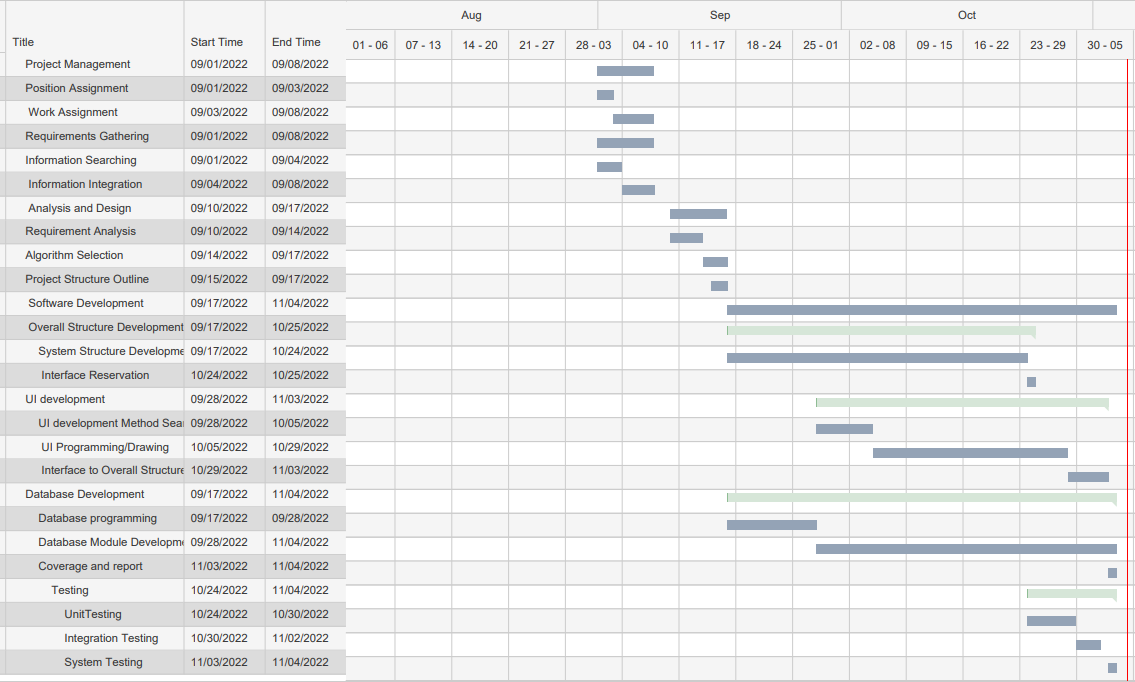 Aug Sep Oct
Title Start Time End Time 01 - 06 07 - 13 14 - 20 21 - 27 28 - 03 04 - 10 11 - 17 18 - 24 25 - 01 02 - 08 09 - 15 16 - 22 23 - 29 30 - 05
Project Management 09/01/2022 09/08/2022
Position Assignment 09/01/2022 09/03/2022
Work Assignment 09/03/2022 09/08/2022
Requirements Gathering 09/01/2022 09/08/2022
Information Searching 09/01/2022 09/04/2022
Information Integration 09/04/2022 09/08/2022
Analysis and Design 09/10/2022 09/17/2022
Requirement Analysis 09/10/2022 09/14/2022
Algorithm Selection 09/14/2022 09/17/2022
Project Structure Outline 09/15/2022 09/17/2022
Software Development 09/17/2022 11/04/2022
Overall Structure Development 09/17/2022 10/25/2022
System Structure Developme 09/17/2022 10/24/2022
Interface Reservation 10/24/2022 10/25/2022
UI development 09/28/2022 11/03/2022
UI development Method Sear 09/28/2022 10/05/2022
UI Programming/Drawing 10/05/2022 10/29/2022
Interface to Overall Structure 10/29/2022 11/03/2022
Database Development 09/17/2022 11/04/2022
Database programming 09/17/2022 09/28/2022
Database Module Developme 09/28/2022 11/04/2022
Coverage and report 11/03/2022 11/04/2022
Testing 10/24/2022 11/04/2022
UnitTesting 10/24/2022 10/30/2022
Integration Testing 10/30/2022 11/02/2022
System Testing 11/03/2022 11/04/2022